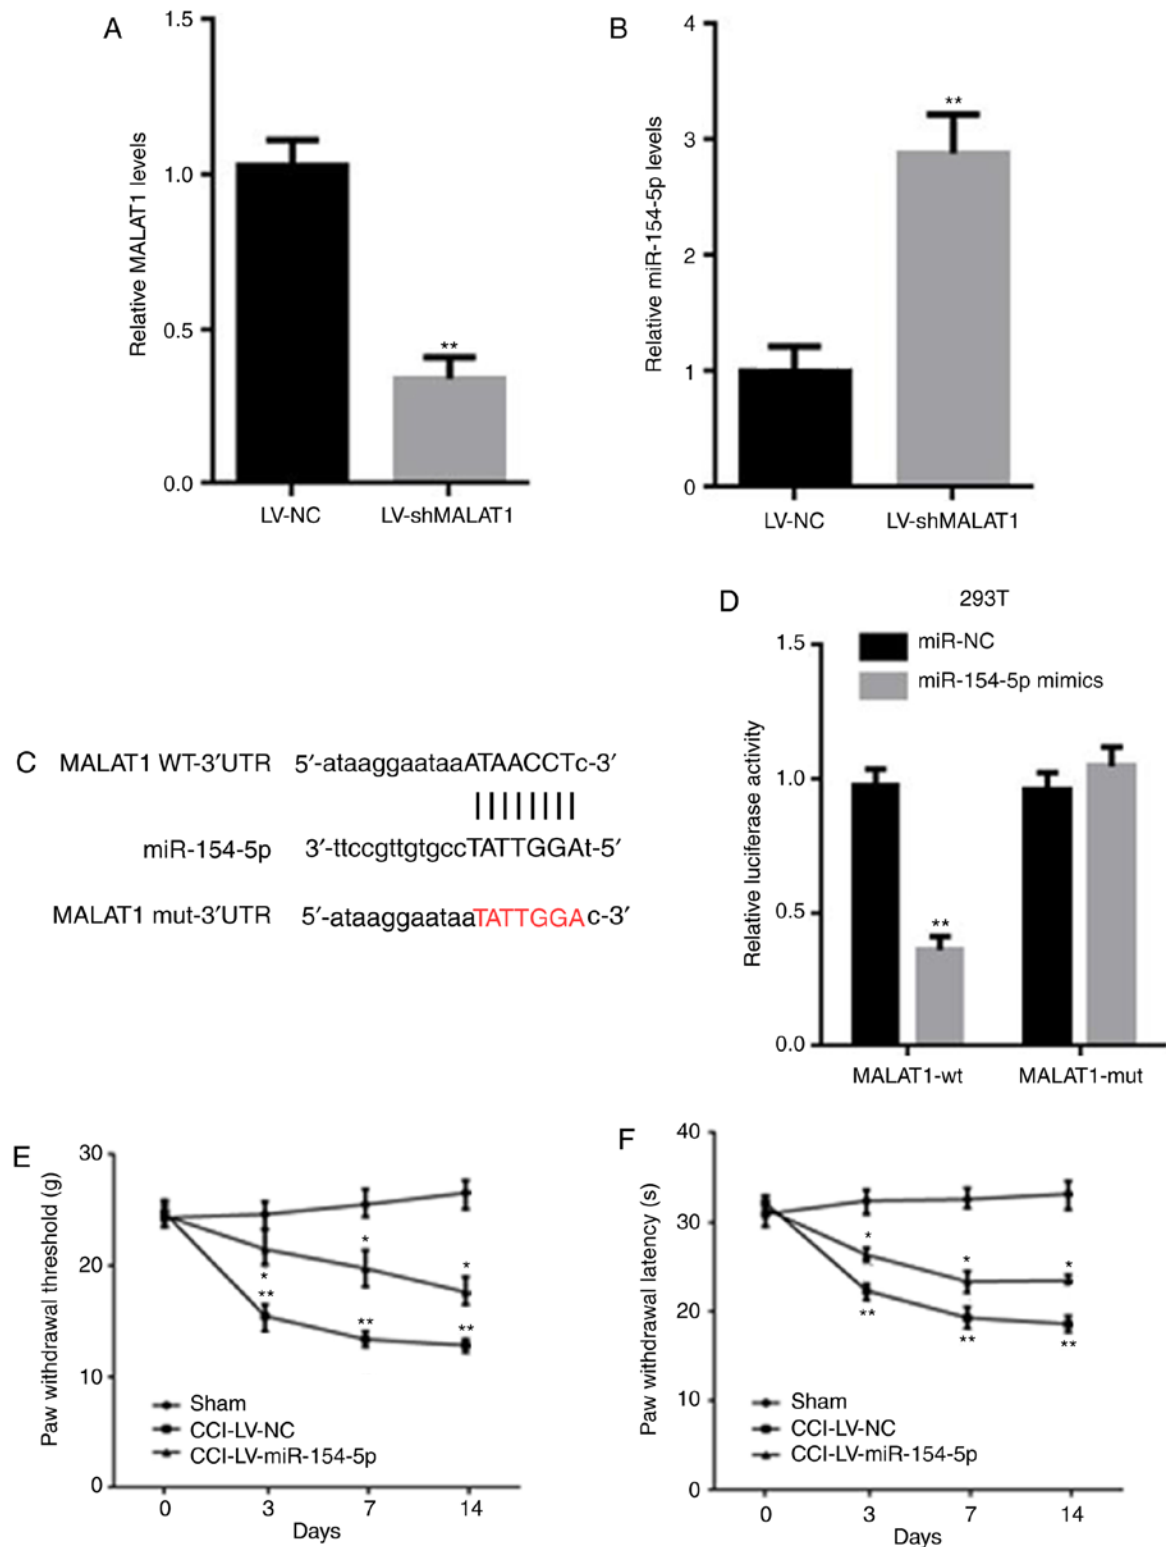 A
Relative MALAT1 levels
1.5
1.0
0.5
0.0
**
LV-NC
LV-shMALAT1
B
Relative miR-154-5p levels
4
3
2
1
0
**
LV-NC
LV-shMALAT1
C
MALAT1 WT-3′UTR 5′-ataaggaataaATAACCTc-3′
miR-154-5p 3′-ttccgttgtgccTATTGGAt-5′
MALAT1 mut-3′UTR 5′-ataaggaataaTATTGGAc-3′
D
293T
miR-NC
miR-154-5p mimics
Relative luciferase activity
1.5
1.0
0.5
0.0
**
MALAT1-wt
MALAT1-mut
E
Paw withdrawal threshold (g)
30
20
10
0
*
**
*
**
*
**
Sham
CCI-LV-NC
CCI-LV-miR-154-5p
0 3 7 14
Days
F
Paw withdrawal latency (s)
40
30
20
10
0
*
**
*
**
*
**
Sham
CCI-LV-NC
CCI-LV-miR-154-5p
0 3 7 14
Days